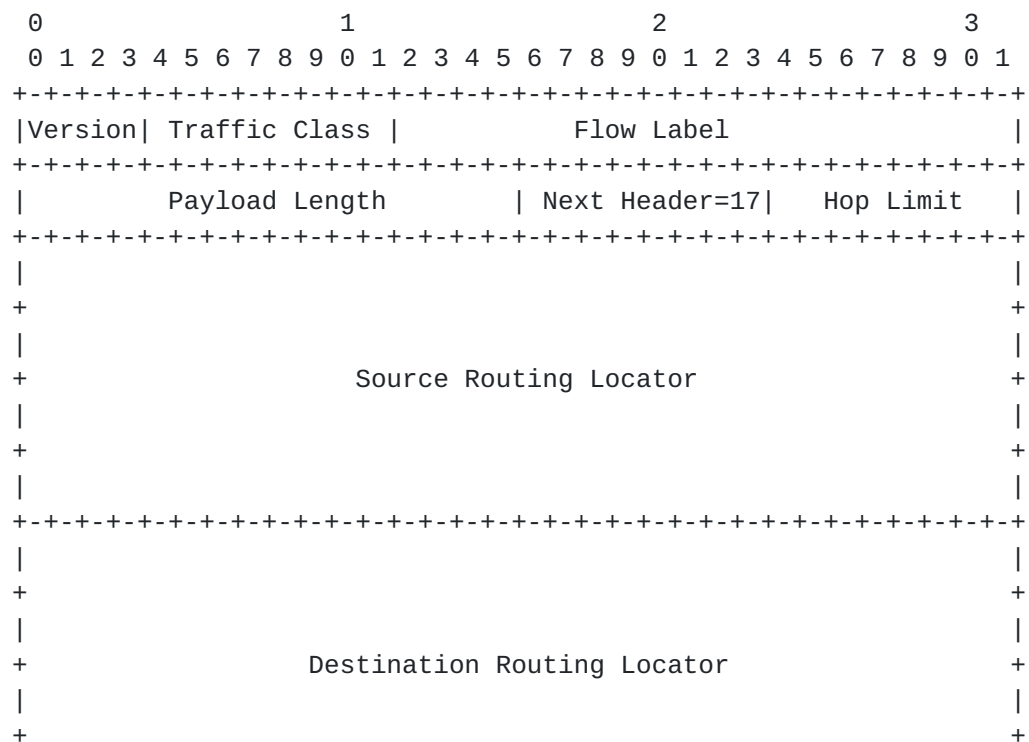 0                   1                   2                   3
 0 1 2 3 4 5 6 7 8 9 0 1 2 3 4 5 6 7 8 9 0 1 2 3 4 5 6 7 8 9 0 1
+-+-+-+-+-+-+-+-+-+-+-+-+-+-+-+-+-+-+-+-+-+-+-+-+-+-+-+-+-+-+-+-+
|Version| Traffic Class |           Flow Label                  |
+-+-+-+-+-+-+-+-+-+-+-+-+-+-+-+-+-+-+-+-+-+-+-+-+-+-+-+-+-+-+-+-+
|         Payload Length        | Next Header=17|   Hop Limit   |
+-+-+-+-+-+-+-+-+-+-+-+-+-+-+-+-+-+-+-+-+-+-+-+-+-+-+-+-+-+-+-+-+
|                                                               |
+                                                               +
|                                                               |
+                     Source Routing Locator                    +
|                                                               |
+                                                               +
|                                                               |
+-+-+-+-+-+-+-+-+-+-+-+-+-+-+-+-+-+-+-+-+-+-+-+-+-+-+-+-+-+-+-+-+
|                                                               |
+                                                               +
|                                                               |
+                  Destination Routing Locator                  +
|                                                               |
+                                                               +